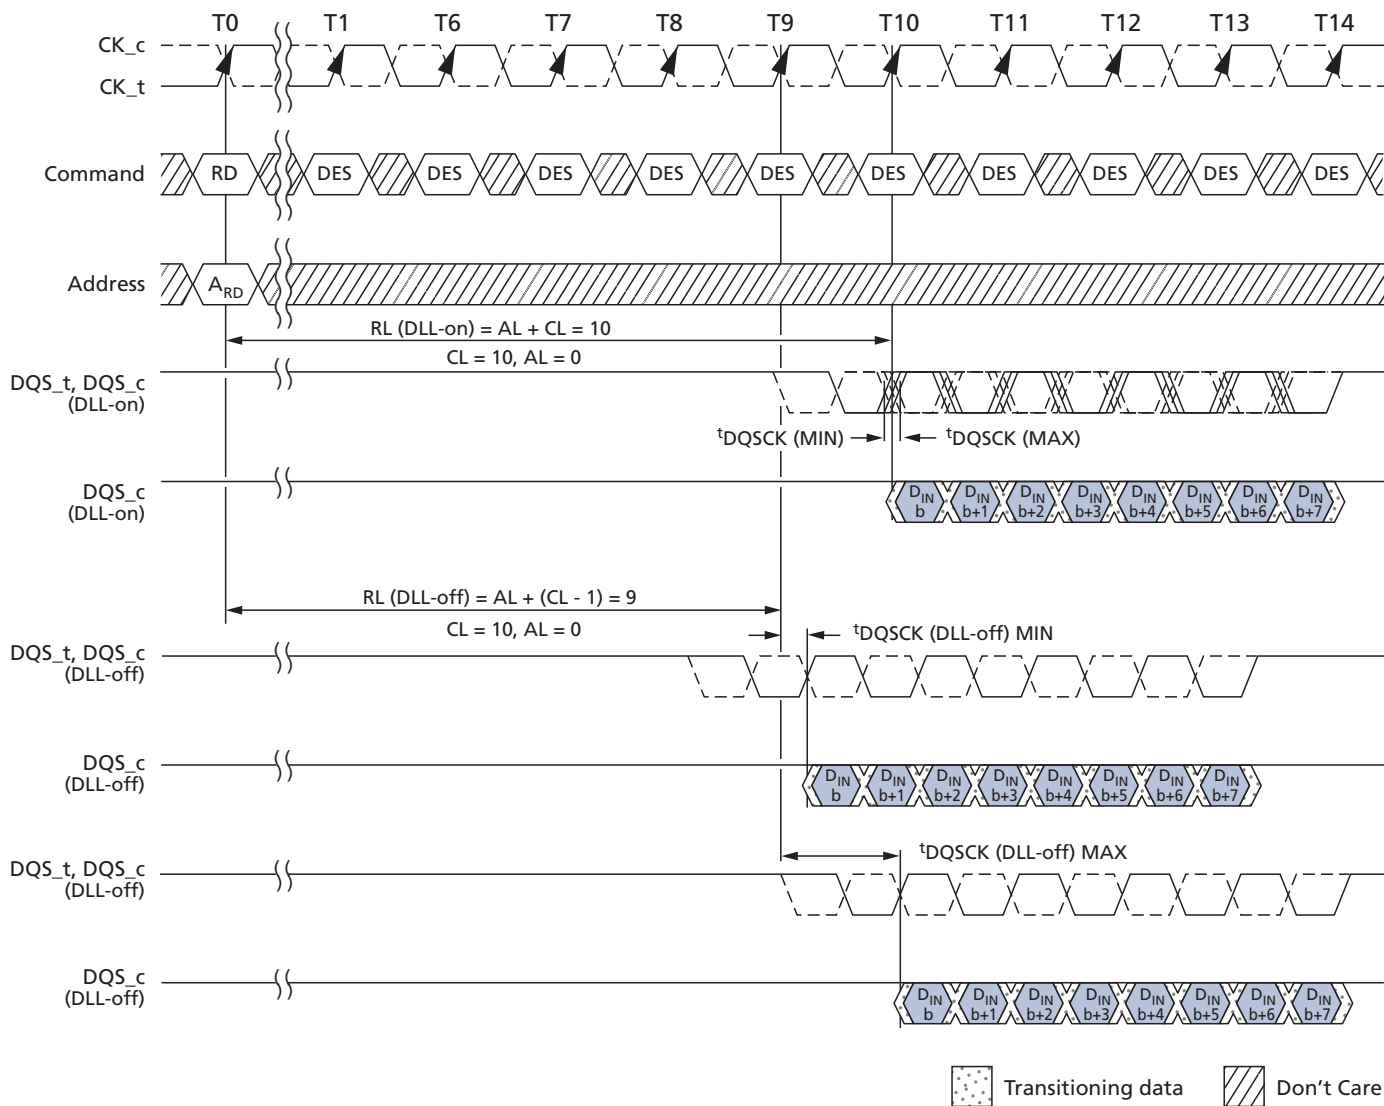 T0 T1 T6 T7 T8 T9 T10 T11 T12 T13 T14
CK_c
CK_t
Command RD DES DES DES DES DES DES DES DES DES DES
Address A_RD
RL (DLL-on) = AL + CL = 10
CL = 10, AL = 0
DQS_t, DQS_c
(DLL-on)
tDQSCK (MIN) tDQSCK (MAX)
DQS_c
(DLL-on)
DIN b DIN b+1 DIN b+2 DIN b+3 DIN b+4 DIN b+5 DIN b+6 DIN b+7
RL (DLL-off) = AL + (CL - 1) = 9
CL = 10, AL = 0
tDQSCK (DLL-off) MIN
DQS_t, DQS_c
(DLL-off)
DQS_c
(DLL-off)
DIN b DIN b+1 DIN b+2 DIN b+3 DIN b+4 DIN b+5 DIN b+6 DIN b+7
tDQSCK (DLL-off) MAX
DQS_t, DQS_c
(DLL-off)
DQS_c
(DLL-off)
DIN b DIN b+1 DIN b+2 DIN b+3 DIN b+4 DIN b+5 DIN b+6 DIN b+7
Transitioning data Don't Care